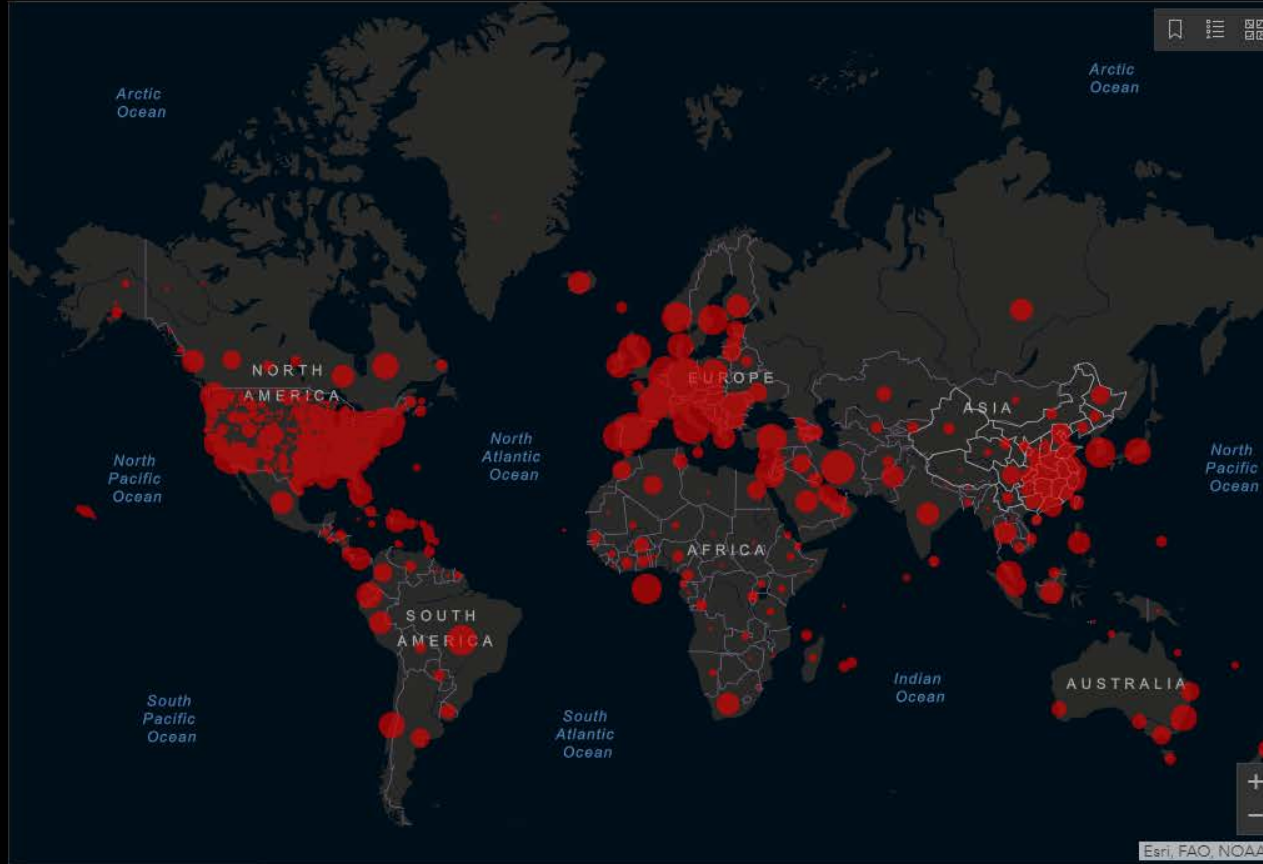 Arctic
Ocean
Arctic
Ocean
NORTH
AMERICA
EUROPE
ASIA
North
Atlantic
Ocean
North
Pacific
Ocean
North
Pacific
Ocean
AFRICA
SOUTH
AMERICA
Indian
Ocean
AUSTRALIA
South
Pacific
Ocean
South
Atlantic
Ocean
+
−
Esri, FAO, NOAA